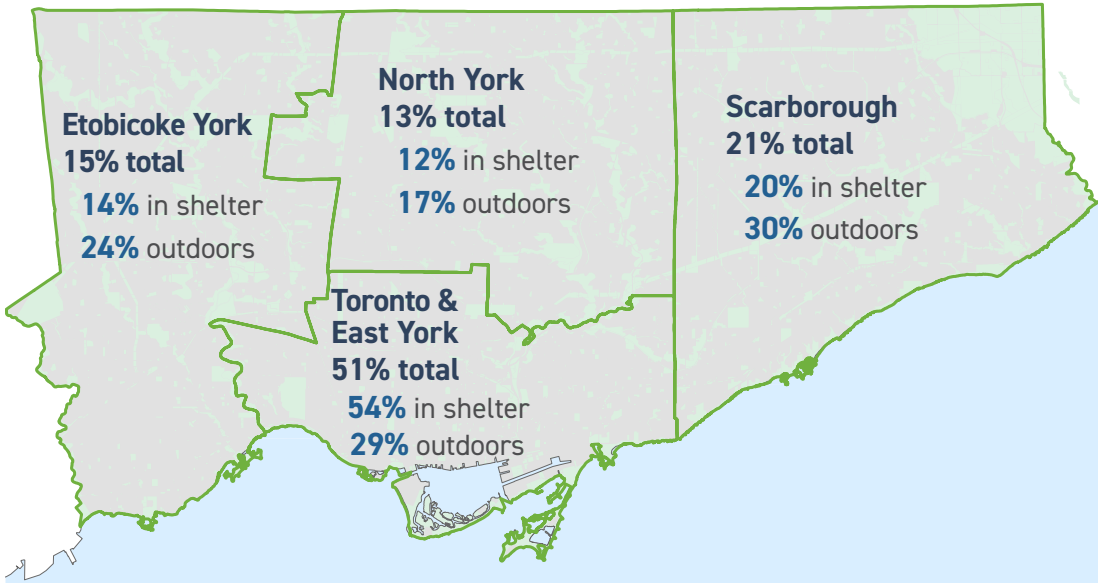 Etobicoke York
15% total
14% in shelter
24% outdoors
North York
13% total
12% in shelter
17% outdoors
Scarborough
21% total
20% in shelter
30% outdoors
Toronto &
East York
51% total
54% in shelter
29% outdoors